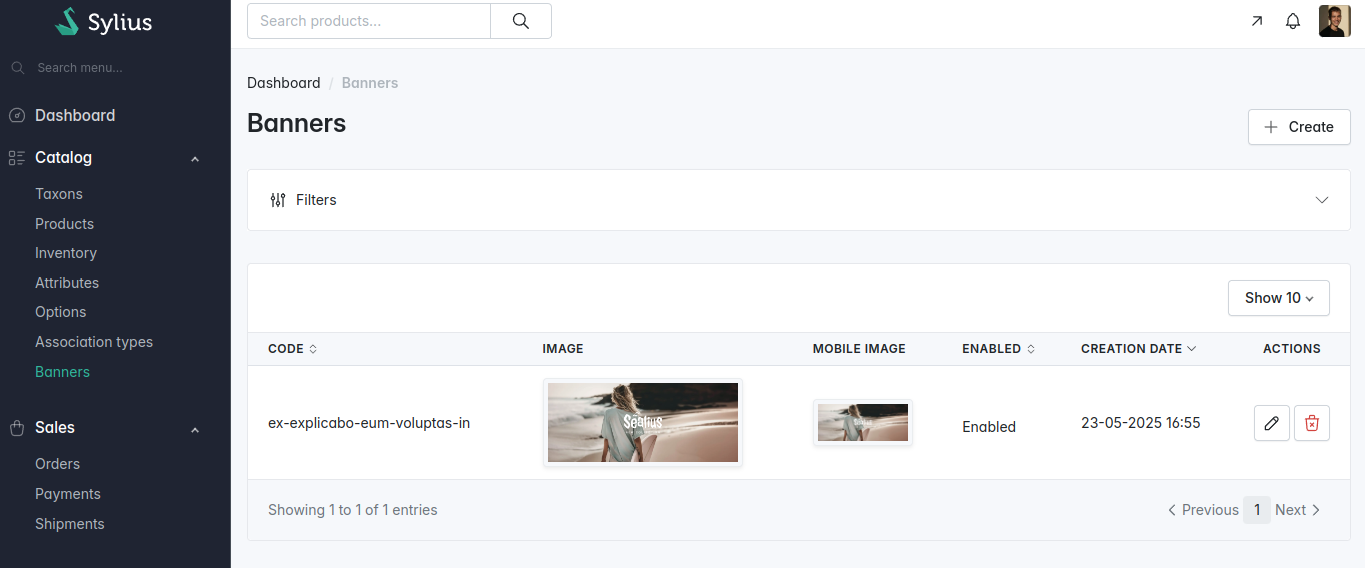 Sylius
Search products...
Search menu...
Dashboard
Catalog
Taxons
Products
Inventory
Attributes
Options
Association types
Banners
Sales
Orders
Payments
Shipments
Dashboard / Banners
Banners
Create
Filters
Show 10
CODE IMAGE MOBILE IMAGE ENABLED CREATION DATE ACTIONS
ex-explicabo-eum-voluptas-in Enabled 23-05-2025 16:55
Sealius
Showing 1 to 1 of 1 entries
Previous 1 Next